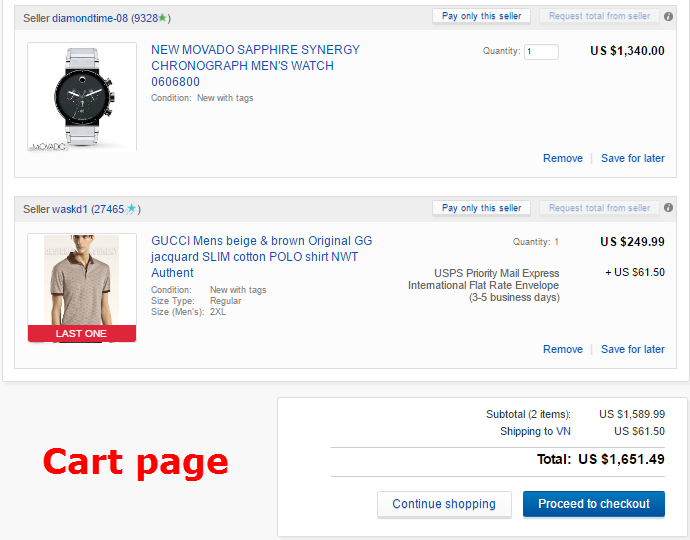 Seller diamondtime-08 (9328)
Pay only this seller
Request total from seller
NEW MOVADO SAPPHIRE SYNERGY
CHRONOGRAPH MEN'S WATCH
0606800
Condition: New with tags
Quantity: 1
US $1,340.00
MOVADO
Remove | Save for later
Seller waskd1 (27465)
Pay only this seller
Request total from seller
GUCCI Mens beige & brown Original GG
jacquard SLIM cotton POLO shirt NWT
Authent
Condition: New with tags
Size Type: Regular
Size (Men's): 2XL
Quantity: 1
US $249.99
USPS Priority Mail Express
International Flat Rate Envelope
(3-5 business days)
+ US $61.50
LAST ONE
Remove | Save for later
Cart page
Subtotal (2 items): US $1,589.99
Shipping to VN US $61.50
Total: US $1,651.49
Continue shopping
Proceed to checkout